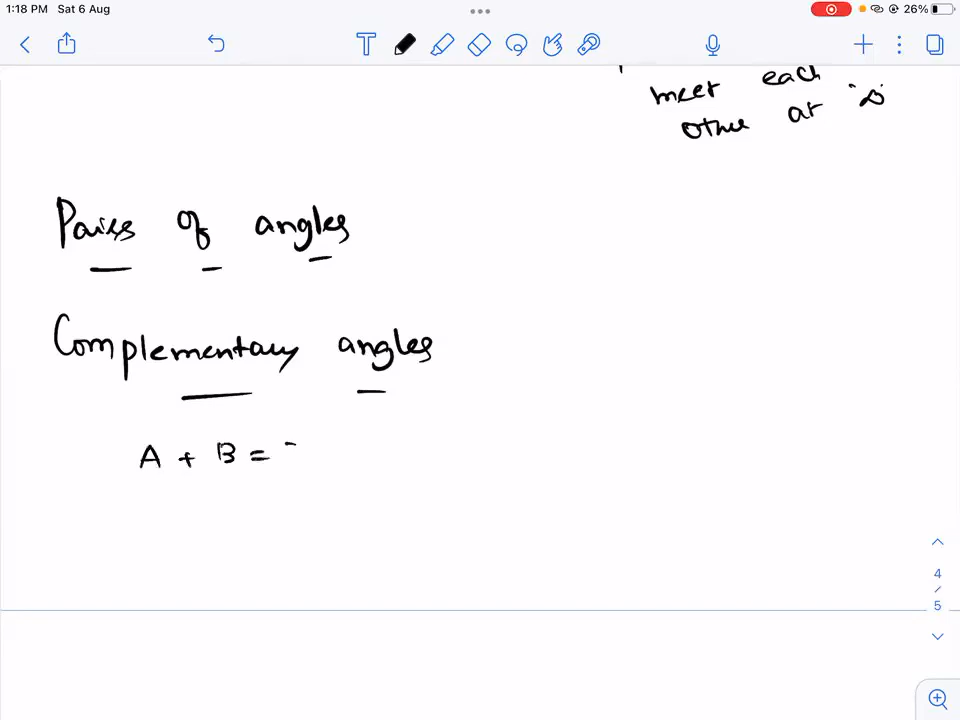 1:18 PM Sat 6 Aug
26%
meet each
other at
Pairs of angles
Complementary angles
A + B =
4
/
5